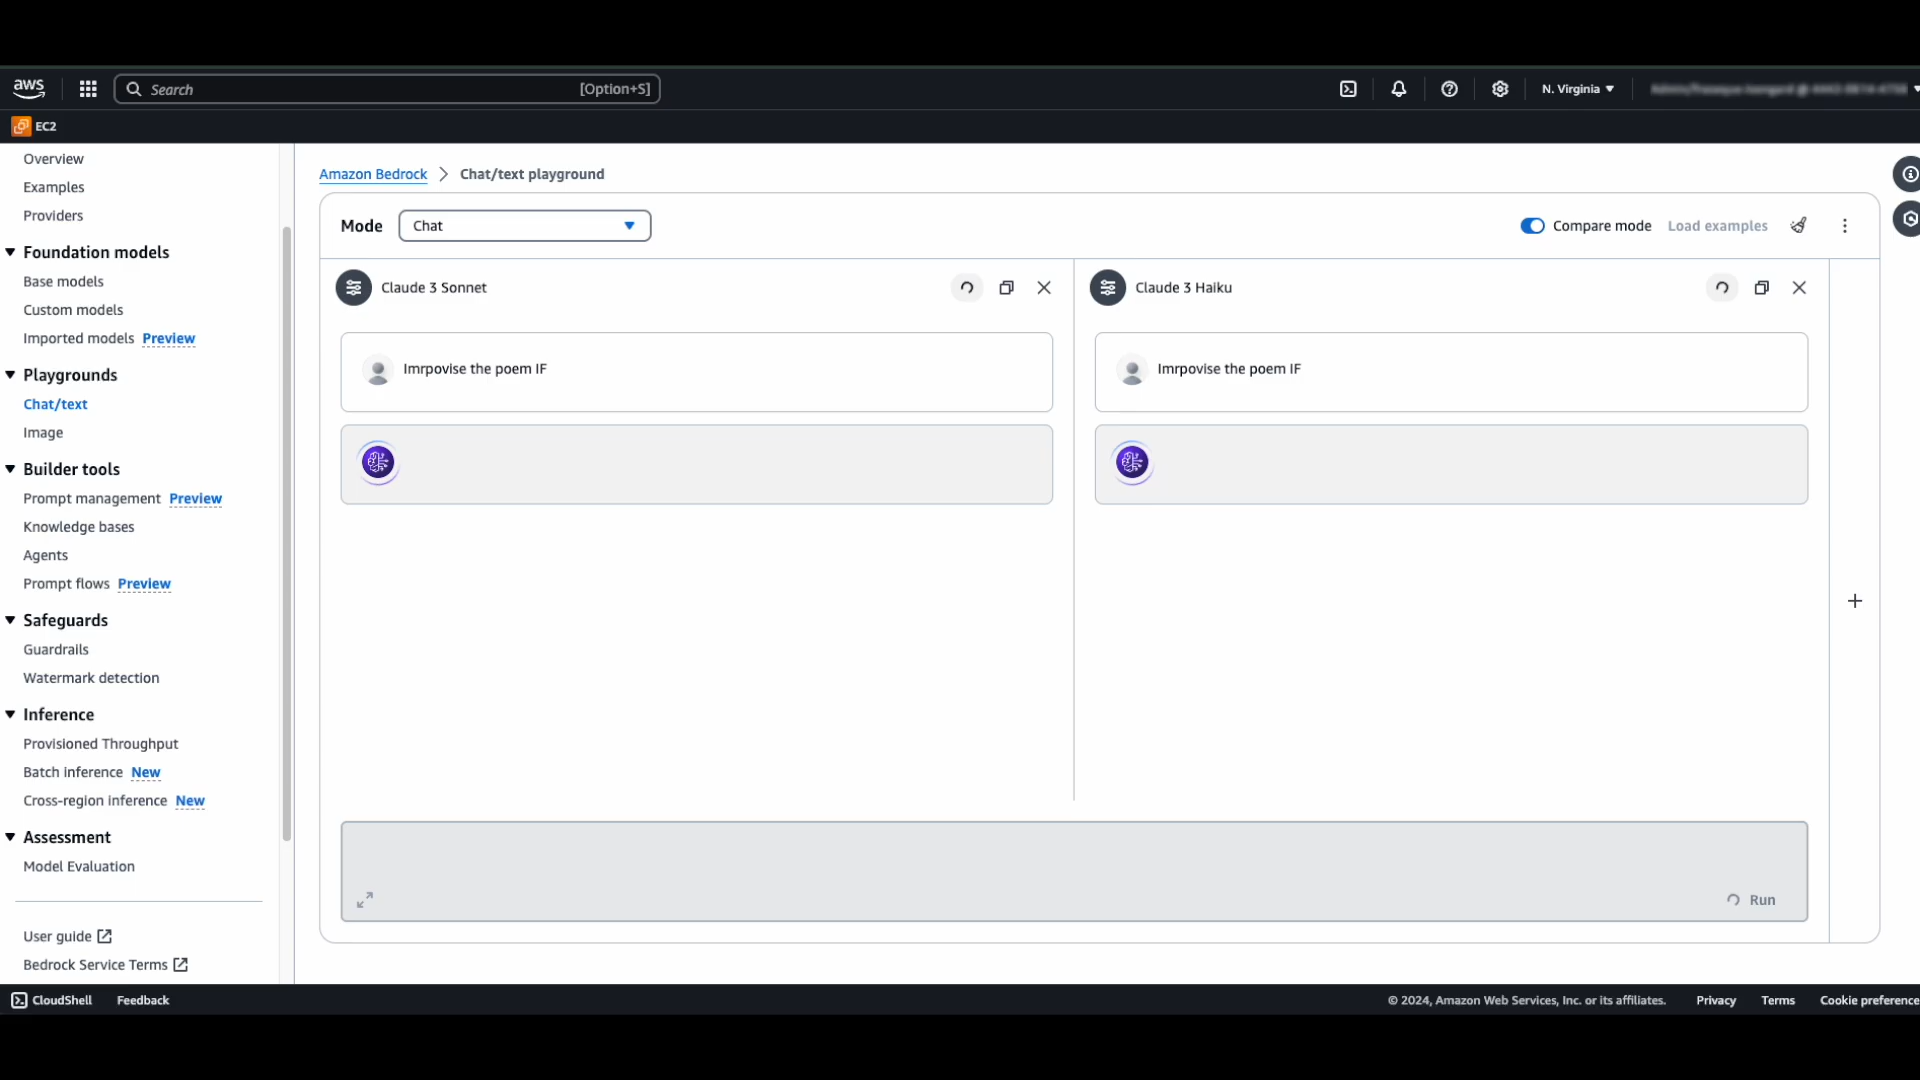 aws
Search [Option+S]
N. Virginia
EC2
Overview
Examples
Providers
Foundation models
Base models
Custom models
Imported models Preview
Playgrounds
Chat/text
Image
Builder tools
Prompt management Preview
Knowledge bases
Agents
Prompt flows Preview
Safeguards
Guardrails
Watermark detection
Inference
Provisioned Throughput
Batch inference New
Cross-region inference New
Assessment
Model Evaluation
User guide
Bedrock Service Terms
Amazon Bedrock > Chat/text playground
Mode Chat
Compare mode Load examples
Claude 3 Sonnet
Imrpovise the poem IF
Claude 3 Haiku
Imrpovise the poem IF
Run
CloudShell Feedback
© 2024, Amazon Web Services, Inc. or its affiliates. Privacy Terms Cookie preference